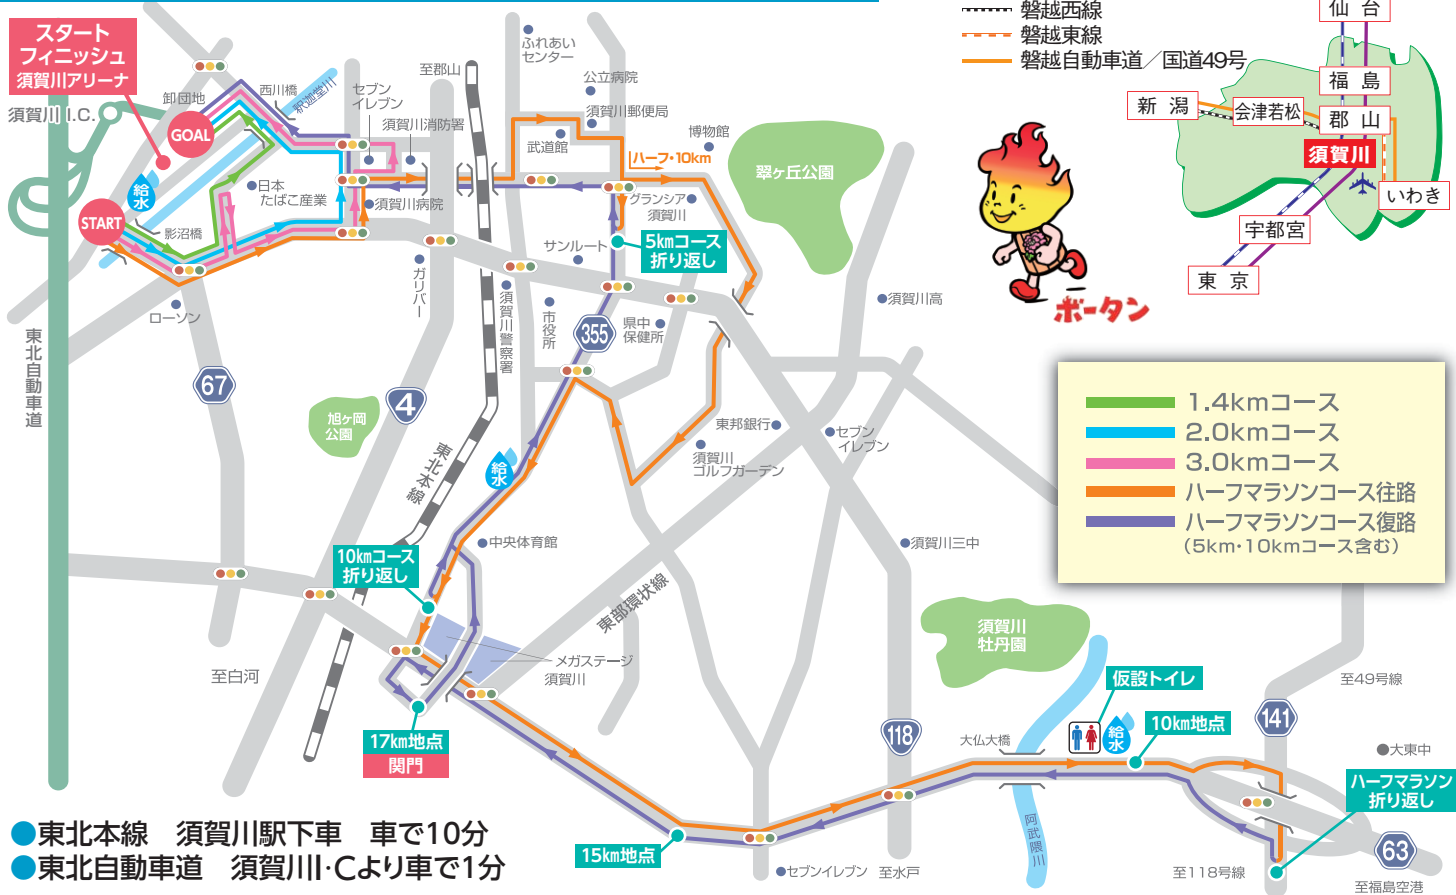 スタート
フィニッシュ
須賀川アリーナ
須賀川 I.C.
卸団地
西川橋
釈迦堂川
GOAL
START
給水
影沼橋
日本
たばこ産業
セブン
イレブン
須賀川消防署
須賀川病院
至郡山
ふれあい
センター
公立病院
須賀川郵便局
武道館
博物館
ハーフ・10km
グランシア
須賀川
翠ヶ丘公園
サンルート
5kmコース
折り返し
ローソン
ガリバー
須賀川警察署
市役所
355
県中
保健所
須賀川高
東北自動車道
67
4
旭ヶ岡
公園
東北本線
東邦銀行
須賀川
ゴルフガーデン
セブン
イレブン
給水
中央体育館
10kmコース
折り返し
須賀川三中
東部環状線
メガステージ
須賀川
至白河
17km地点
関門
須賀川
牡丹園
仮設トイレ
給水
10km地点
118
大仏大橋
阿武隈川
141
至49号線
大東中
ハーフマラソン
折り返し
63
至118号線
至福島空港
15km地点
セブンイレブン
至水戸
●東北本線　須賀川駅下車　車で10分
●東北自動車道　須賀川I・Cより車で1分
磐越西線
磐越東線
磐越自動車道／国道49号
仙台
福島
新潟
会津若松
郡山
須賀川
いわき
宇都宮
東京
ボータン
1.4kmコース
2.0kmコース
3.0kmコース
ハーフマラソンコース往路
ハーフマラソンコース復路
（5km・10kmコース含む）